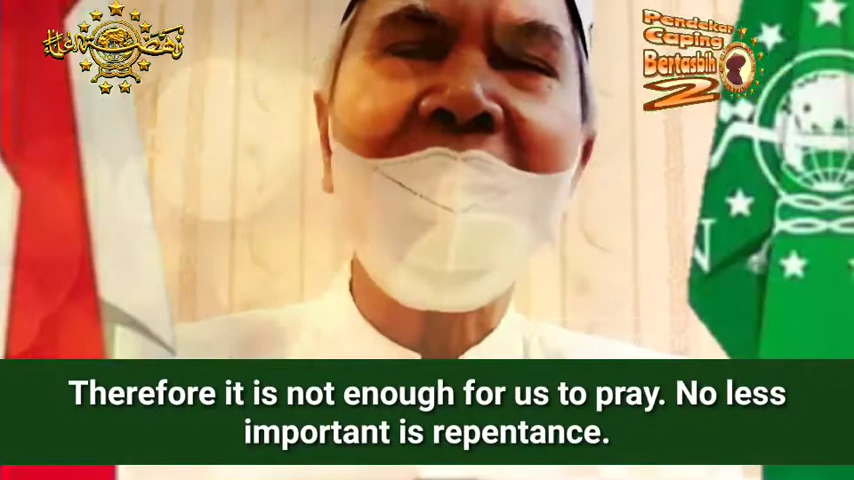 Pendekar
Caping
Bertasbih
2
N
Therefore it is not enough for us to pray. No less
important is repentance.